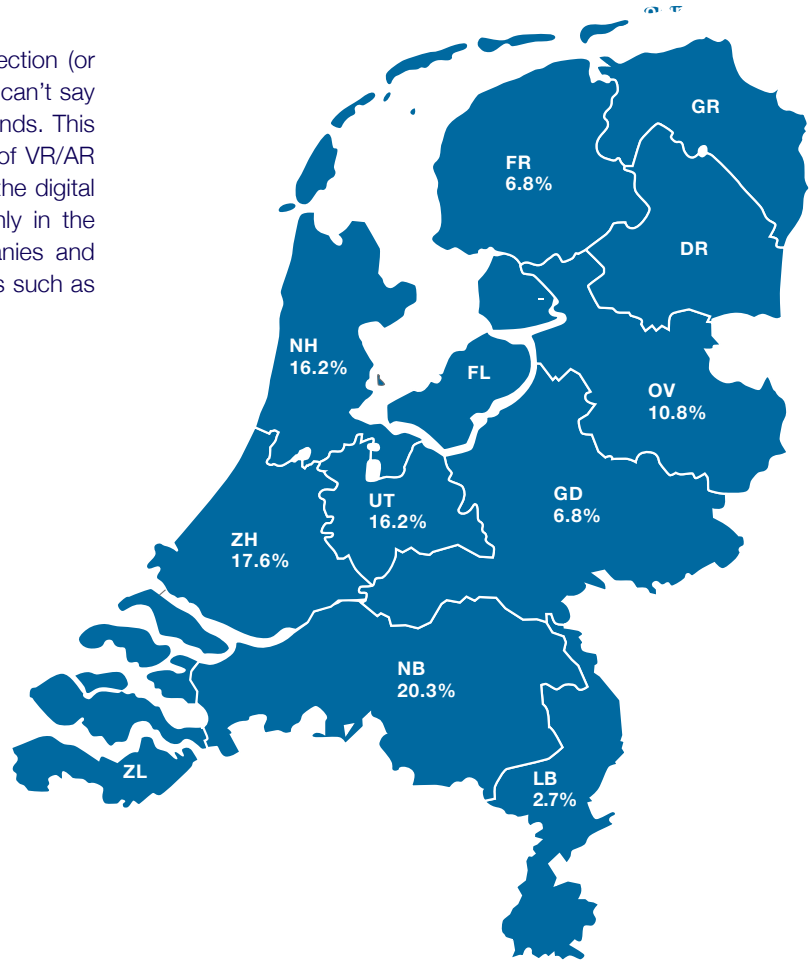 ection (or
can't say
nds. This
of VR/AR
the digital
nly in the
anies and
s such as
GR
FR
6.8%
DR
NH
16.2%
FL
OV
10.8%
UT
16.2%
GD
6.8%
ZH
17.6%
NB
20.3%
ZL
LB
2.7%